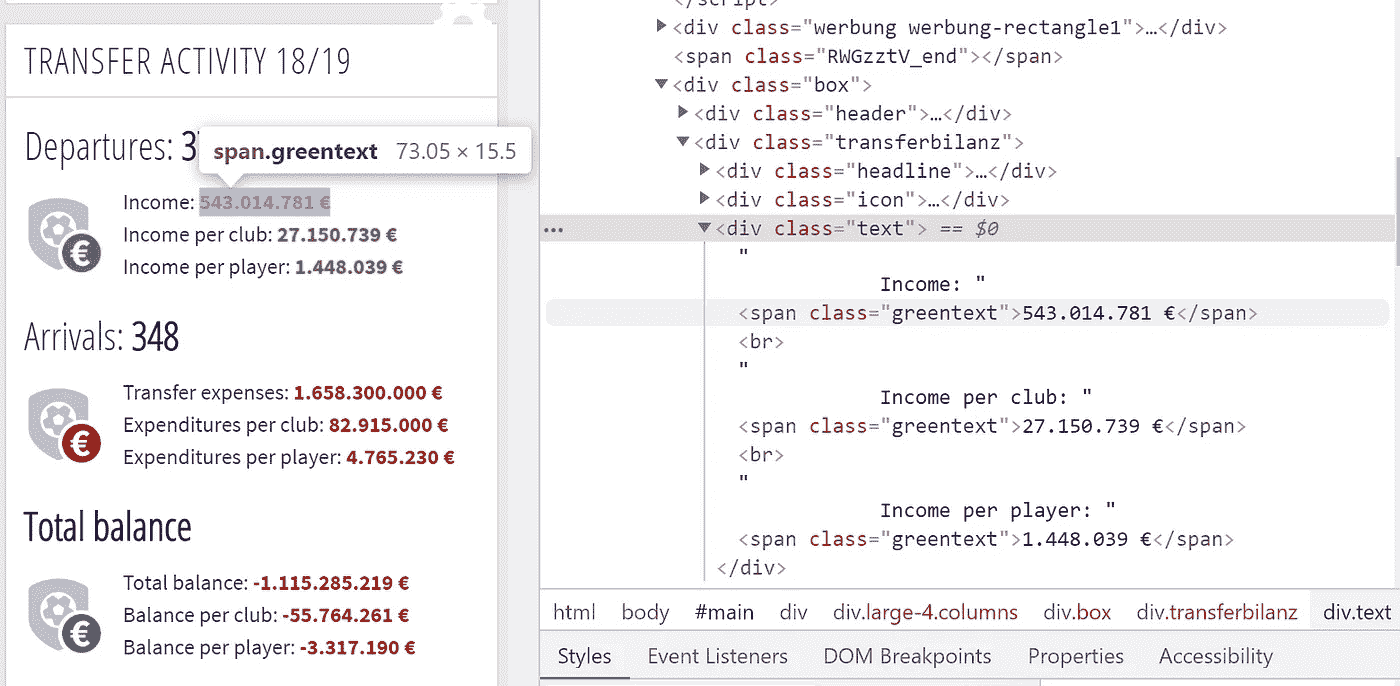 TRANSFER ACTIVITY 18/19
Departures: 3
span.greentext 73.05 × 15.5
Income: 543.014.781 €
Income per club: 27.150.739 €
Income per player: 1.448.039 €
€
Arrivals: 348
Transfer expenses: 1.658.300.000 €
Expenditures per club: 82.915.000 €
Expenditures per player: 4.765.230 €
€
Total balance
Total balance: -1.115.285.219 €
Balance per club: -55.764.261 €
Balance per player: -3.317.190 €
€
</script>
<div class="werbung werbung-rectangle1">…</div>
<span class="RWGzztV_end"></span>
<div class="box">
<div class="header">…</div>
<div class="transferbilanz">
<div class="headline">…</div>
<div class="icon">…</div>
<div class="text"> == $0
"
Income: "
<span class="greentext">543.014.781 €</span>
<br>
"
Income per club: "
<span class="greentext">27.150.739 €</span>
<br>
"
Income per player: "
<span class="greentext">1.448.039 €</span>
</div>
html body #main div div.large-4.columns div.box div.transferbilanz div.text
Styles Event Listeners DOM Breakpoints Properties Accessibility